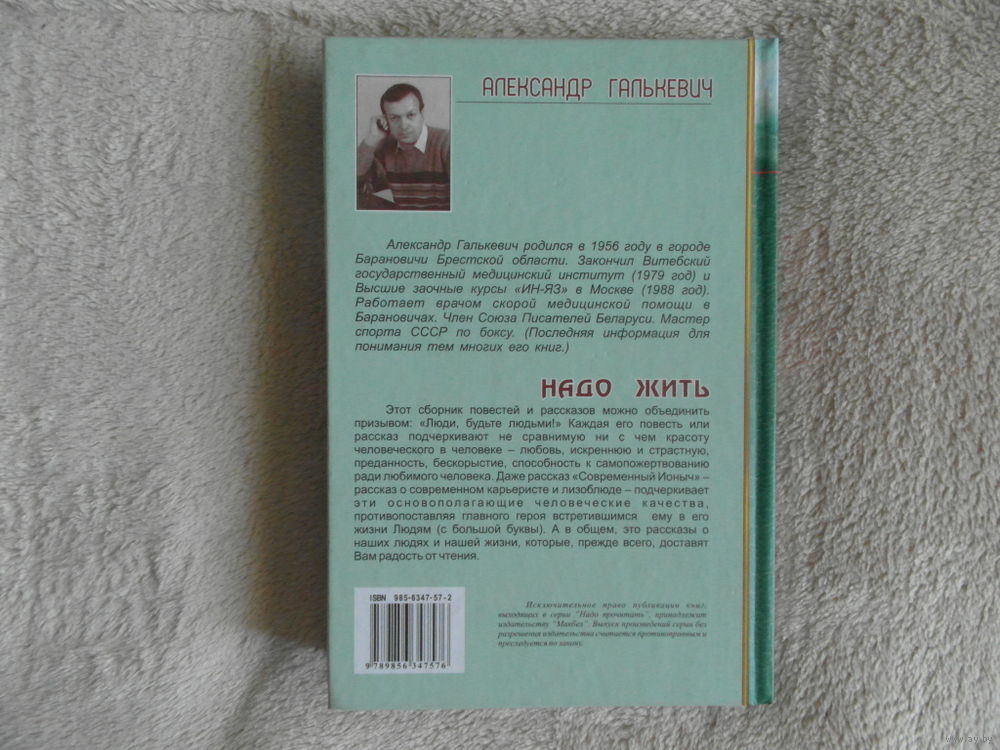 АЛЕКСАНДР ГАЛЬКЕВИЧ
Александр Галькевич родился в 1956 году в городе
Барановичи Брестской области. Закончил Витебский
государственный медицинский институт (1979 год) и
Высшие заочные курсы «ИН-ЯЗ» в Москве (1988 год).
Работает врачом скорой медицинской помощи в
Барановичах. Член Союза Писателей Беларуси. Мастер
спорта СССР по боксу. (Последняя информация для
понимания тем многих его книг.)
НАДО ЖИТЬ
Этот сборник повестей и рассказов можно объединить
призывом: «Люди, будьте людьми!» Каждая его повесть или
рассказ подчеркивают не сравнимую ни с чем красоту
человеческого в человеке – любовь, искреннюю и страстную,
преданность, бескорыстие, способность к самопожертвованию
ради любимого человека. Даже рассказ «Современный Ионыч» –
рассказ о современном карьеристе и лизоблюде – подчеркивает
эти основополагающие человеческие качества,
противопоставляя главного героя встретившимся ему в его
жизни Людям (с большой буквы). А в общем, это рассказы о
наших людях и нашей жизни, которые, прежде всего, доставят
Вам радость от чтения.
ISBN 985-6347-57-2
9 789856 347576
Исключительное право публикации книг,
выходящих в серии "Надо прочитать", принадлежит
издательству "Махбез". Выпуск произведений серии без
разрешения издательства считается противоправным и
преследуется по закону.
www.ay.by